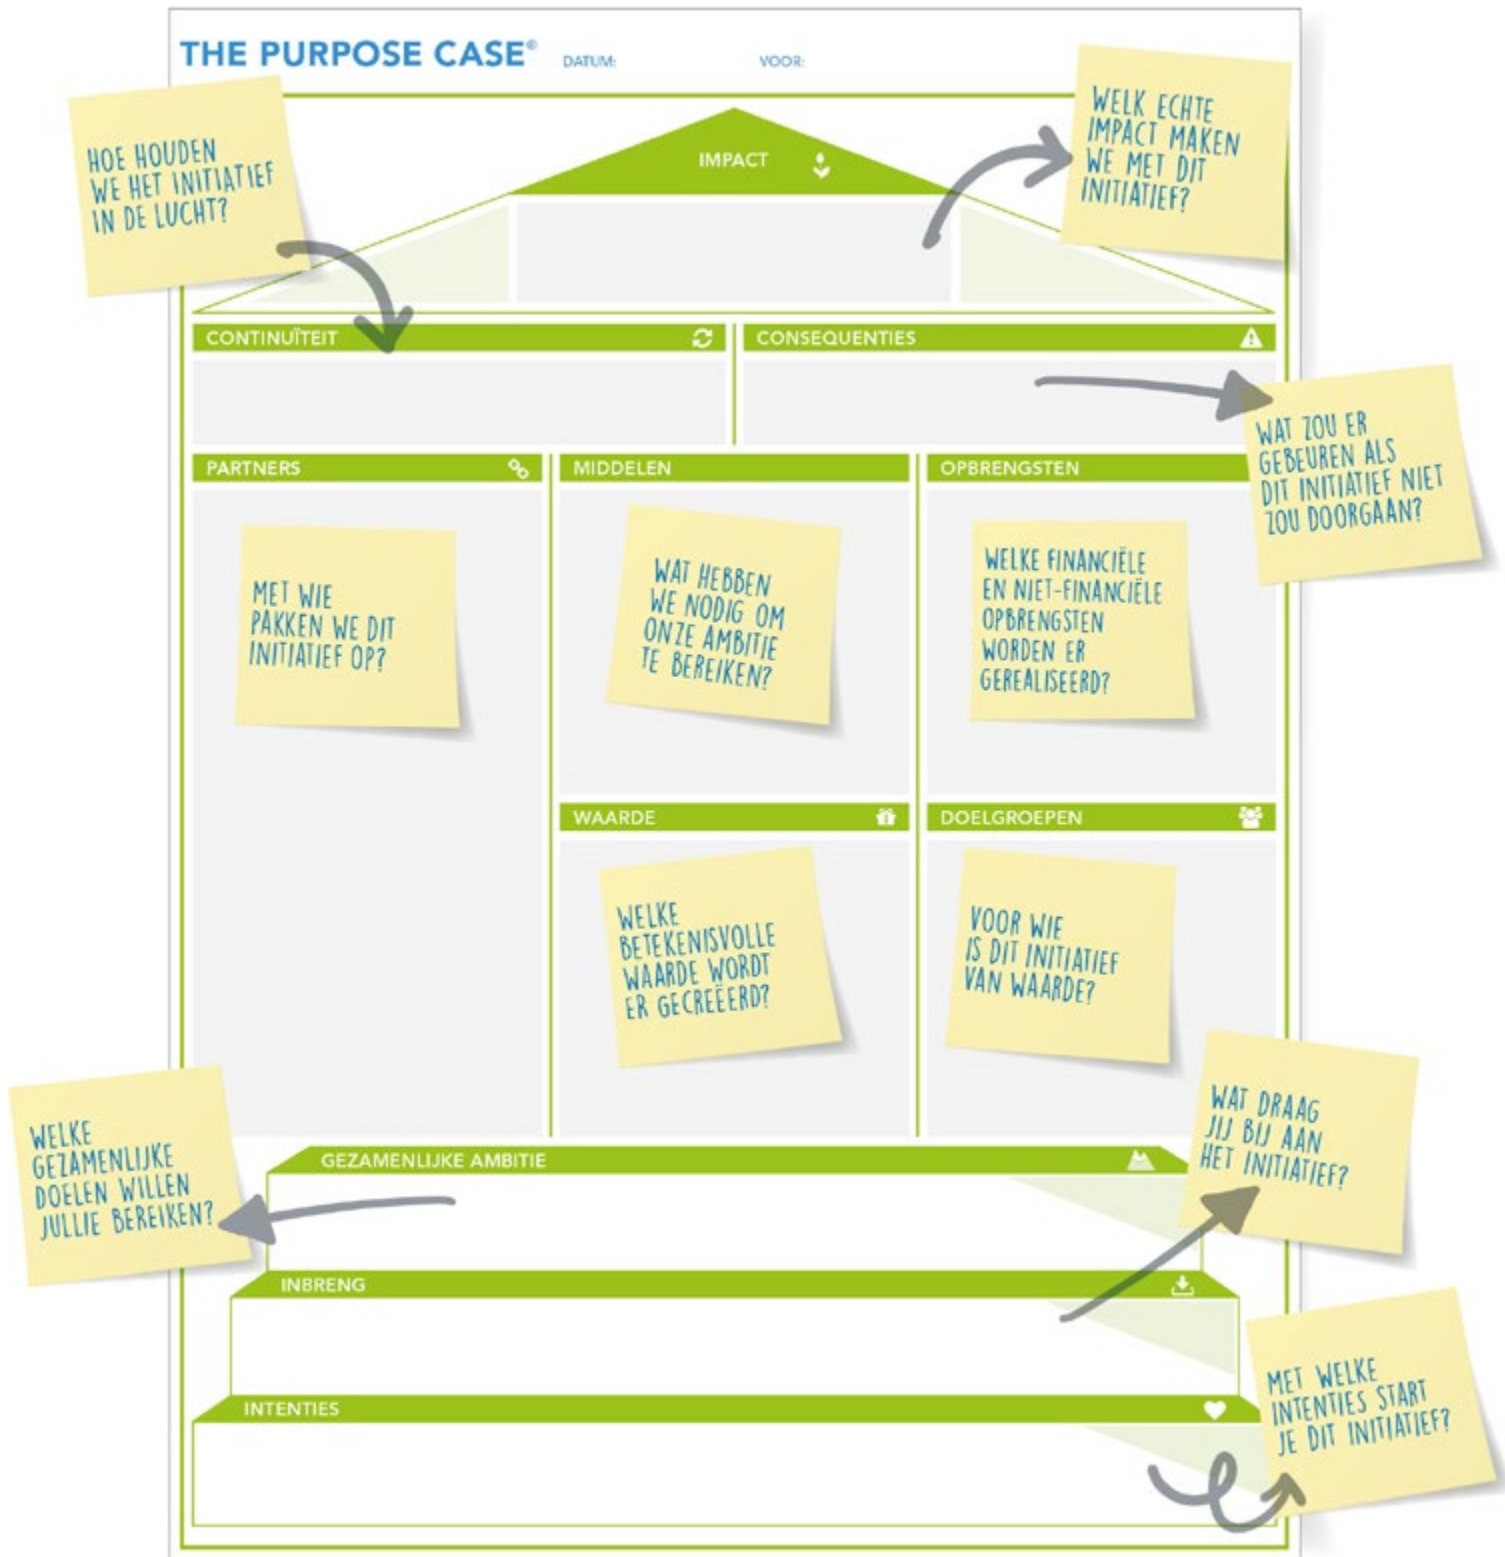 THE PURPOSE CASE®
DATUM:
VOOR:
HOE HOUDEN
WE HET INITIATIEF
IN DE LUCHT?
IMPACT
WELK ECHTE
IMPACT MAKEN
WE MET DIT
INITIATIEF?
CONTINUÏTEIT
CONSEQUENTIES
WAT ZOU ER
GEBEUREN ALS
DIT INITIATIEF NIET
ZOU DOORGAAN?
PARTNERS
MIDDELEN
OPBRENGSTEN
MET WIE
PAKKEN WE DIT
INITIATIEF OP?
WAT HEBBEN
WE NODIG OM
ONZE AMBITIE
TE BEREIKEN?
WELKE FINANCIËLE
EN NIET-FINANCIËLE
OPBRENGSTEN
WORDEN ER
GEREALISEERD?
WAARDE
DOELGROEPEN
WELKE
BETEKENISVOLLE
WAARDE WORDT
ER GECREËERD?
VOOR WIE
IS DIT INITIATIEF
VAN WAARDE?
WELKE
GEZAMENLIJKE
DOELEN WILLEN
JULLIE BEREIKEN?
GEZAMENLIJKE AMBITIE
WAT DRAAG
JIJ BIJ AAN
HET INITIATIEF?
INBRENG
INTENTIES
MET WELKE
INTENTIES START
JE DIT INITIATIEF?